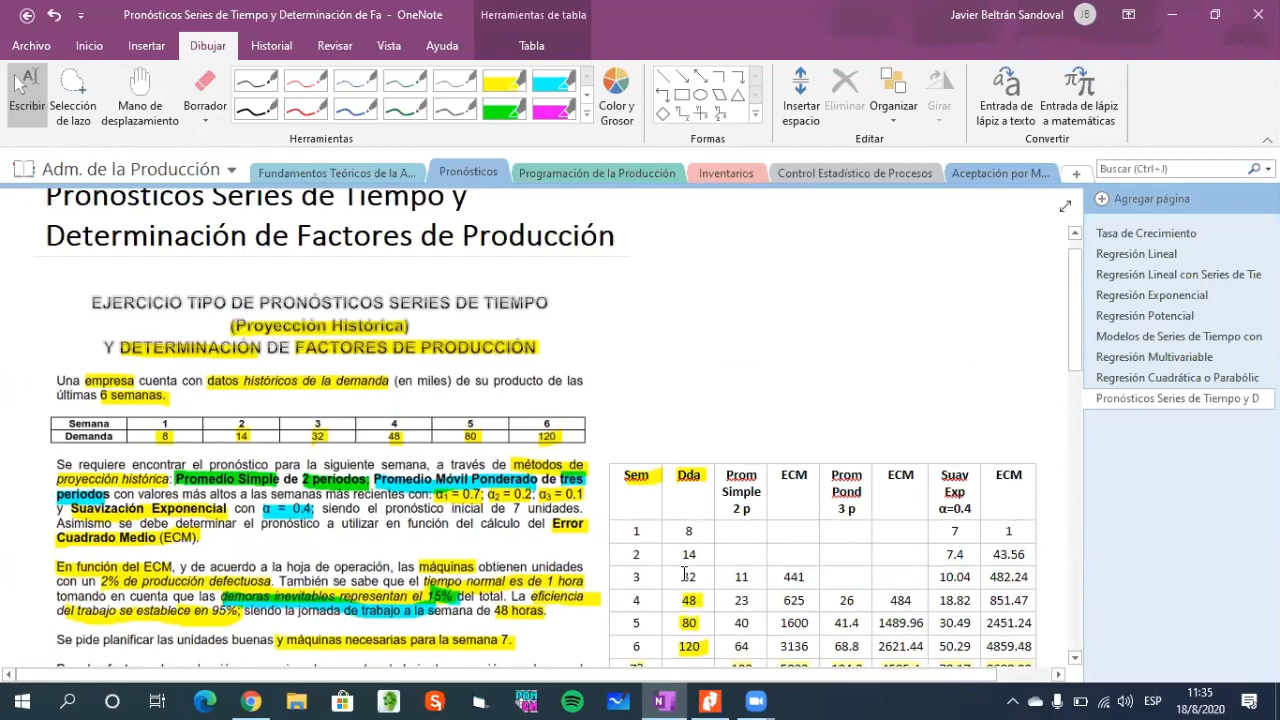 Pronósticos Series de Tiempo y Determinación de Fa - OneNote
Herramientas de tabla
Javier Beltrán Sandoval
JB
Archivo Inicio Insertar Dibujar Historial Revisar Vista Ayuda Tabla
Escribir
Selección de lazo
Mano de desplazamiento
Borrador
Color y Grosor
Insertar espacio
Eliminar
Organizar
Girar
Entrada de lápiz a texto
Entrada de lápiz a matemáticas
Herramientas
Formas
Editar
Convertir
Adm. de la Producción
Fundamentos Teóricos de la A...
Pronósticos
Programación de la Producción
Inventarios
Control Estadístico de Procesos
Aceptación por M...
Buscar (Ctrl+J)
Agregar página
Tasa de Crecimiento
Regresión Lineal
Regresión Lineal con Series de Tie
Regresión Exponencial
Regresión Potencial
Modelos de Series de Tiempo con
Regresión Multivariable
Regresión Cuadrática o Parabólic
Pronósticos Series de Tiempo y D
Pronósticos Series de Tiempo y
Determinación de Factores de Producción
EJERCICIO TIPO DE PRONÓSTICOS SERIES DE TIEMPO
(Proyección Histórica)
Y DETERMINACIÓN DE FACTORES DE PRODUCCIÓN
Una empresa cuenta con datos históricos de la demanda (en miles) de su producto de las
últimas 6 semanas.
Semana 1 2 3 4 5 6
Demanda 8 14 32 48 80 120
Se requiere encontrar el pronóstico para la siguiente semana, a través de métodos de
proyección histórica: Promedio Simple de 2 periodos; Promedio Móvil Ponderado de tres
periodos con valores más altos a las semanas más recientes con: α1 = 0.7; α2 = 0.2; α3 = 0.1
y Suavización Exponencial con α = 0.4; siendo el pronóstico inicial de 7 unidades.
Asimismo se debe determinar el pronóstico a utilizar en función del cálculo del Error
Cuadrado Medio (ECM).
En función del ECM, y de acuerdo a la hoja de operación, las máquinas obtienen unidades
con un 2% de producción defectuosa. También se sabe que el tiempo normal es de 1 hora
tomando en cuenta que las demoras inevitables representan el 15% del total. La eficiencia
del trabajo se establece en 95%; siendo la jornada de trabajo a la semana de 48 horas.
Se pide planificar las unidades buenas y máquinas necesarias para la semana 7.
Sem Dda Prom Simple 2 p ECM Prom Pond 3 p ECM Suav Exp α=0.4 ECM
1 8 7 1
2 14 7.4 43.56
3 32 11 441 10.04 482.24
4 48 23 625 26 484 18.82 851.47
5 80 40 1600 41.4 1489.96 30.49 2451.24
6 120 64 3136 68.8 2621.44 50.29 4859.48
ESP
11:35
18/8/2020